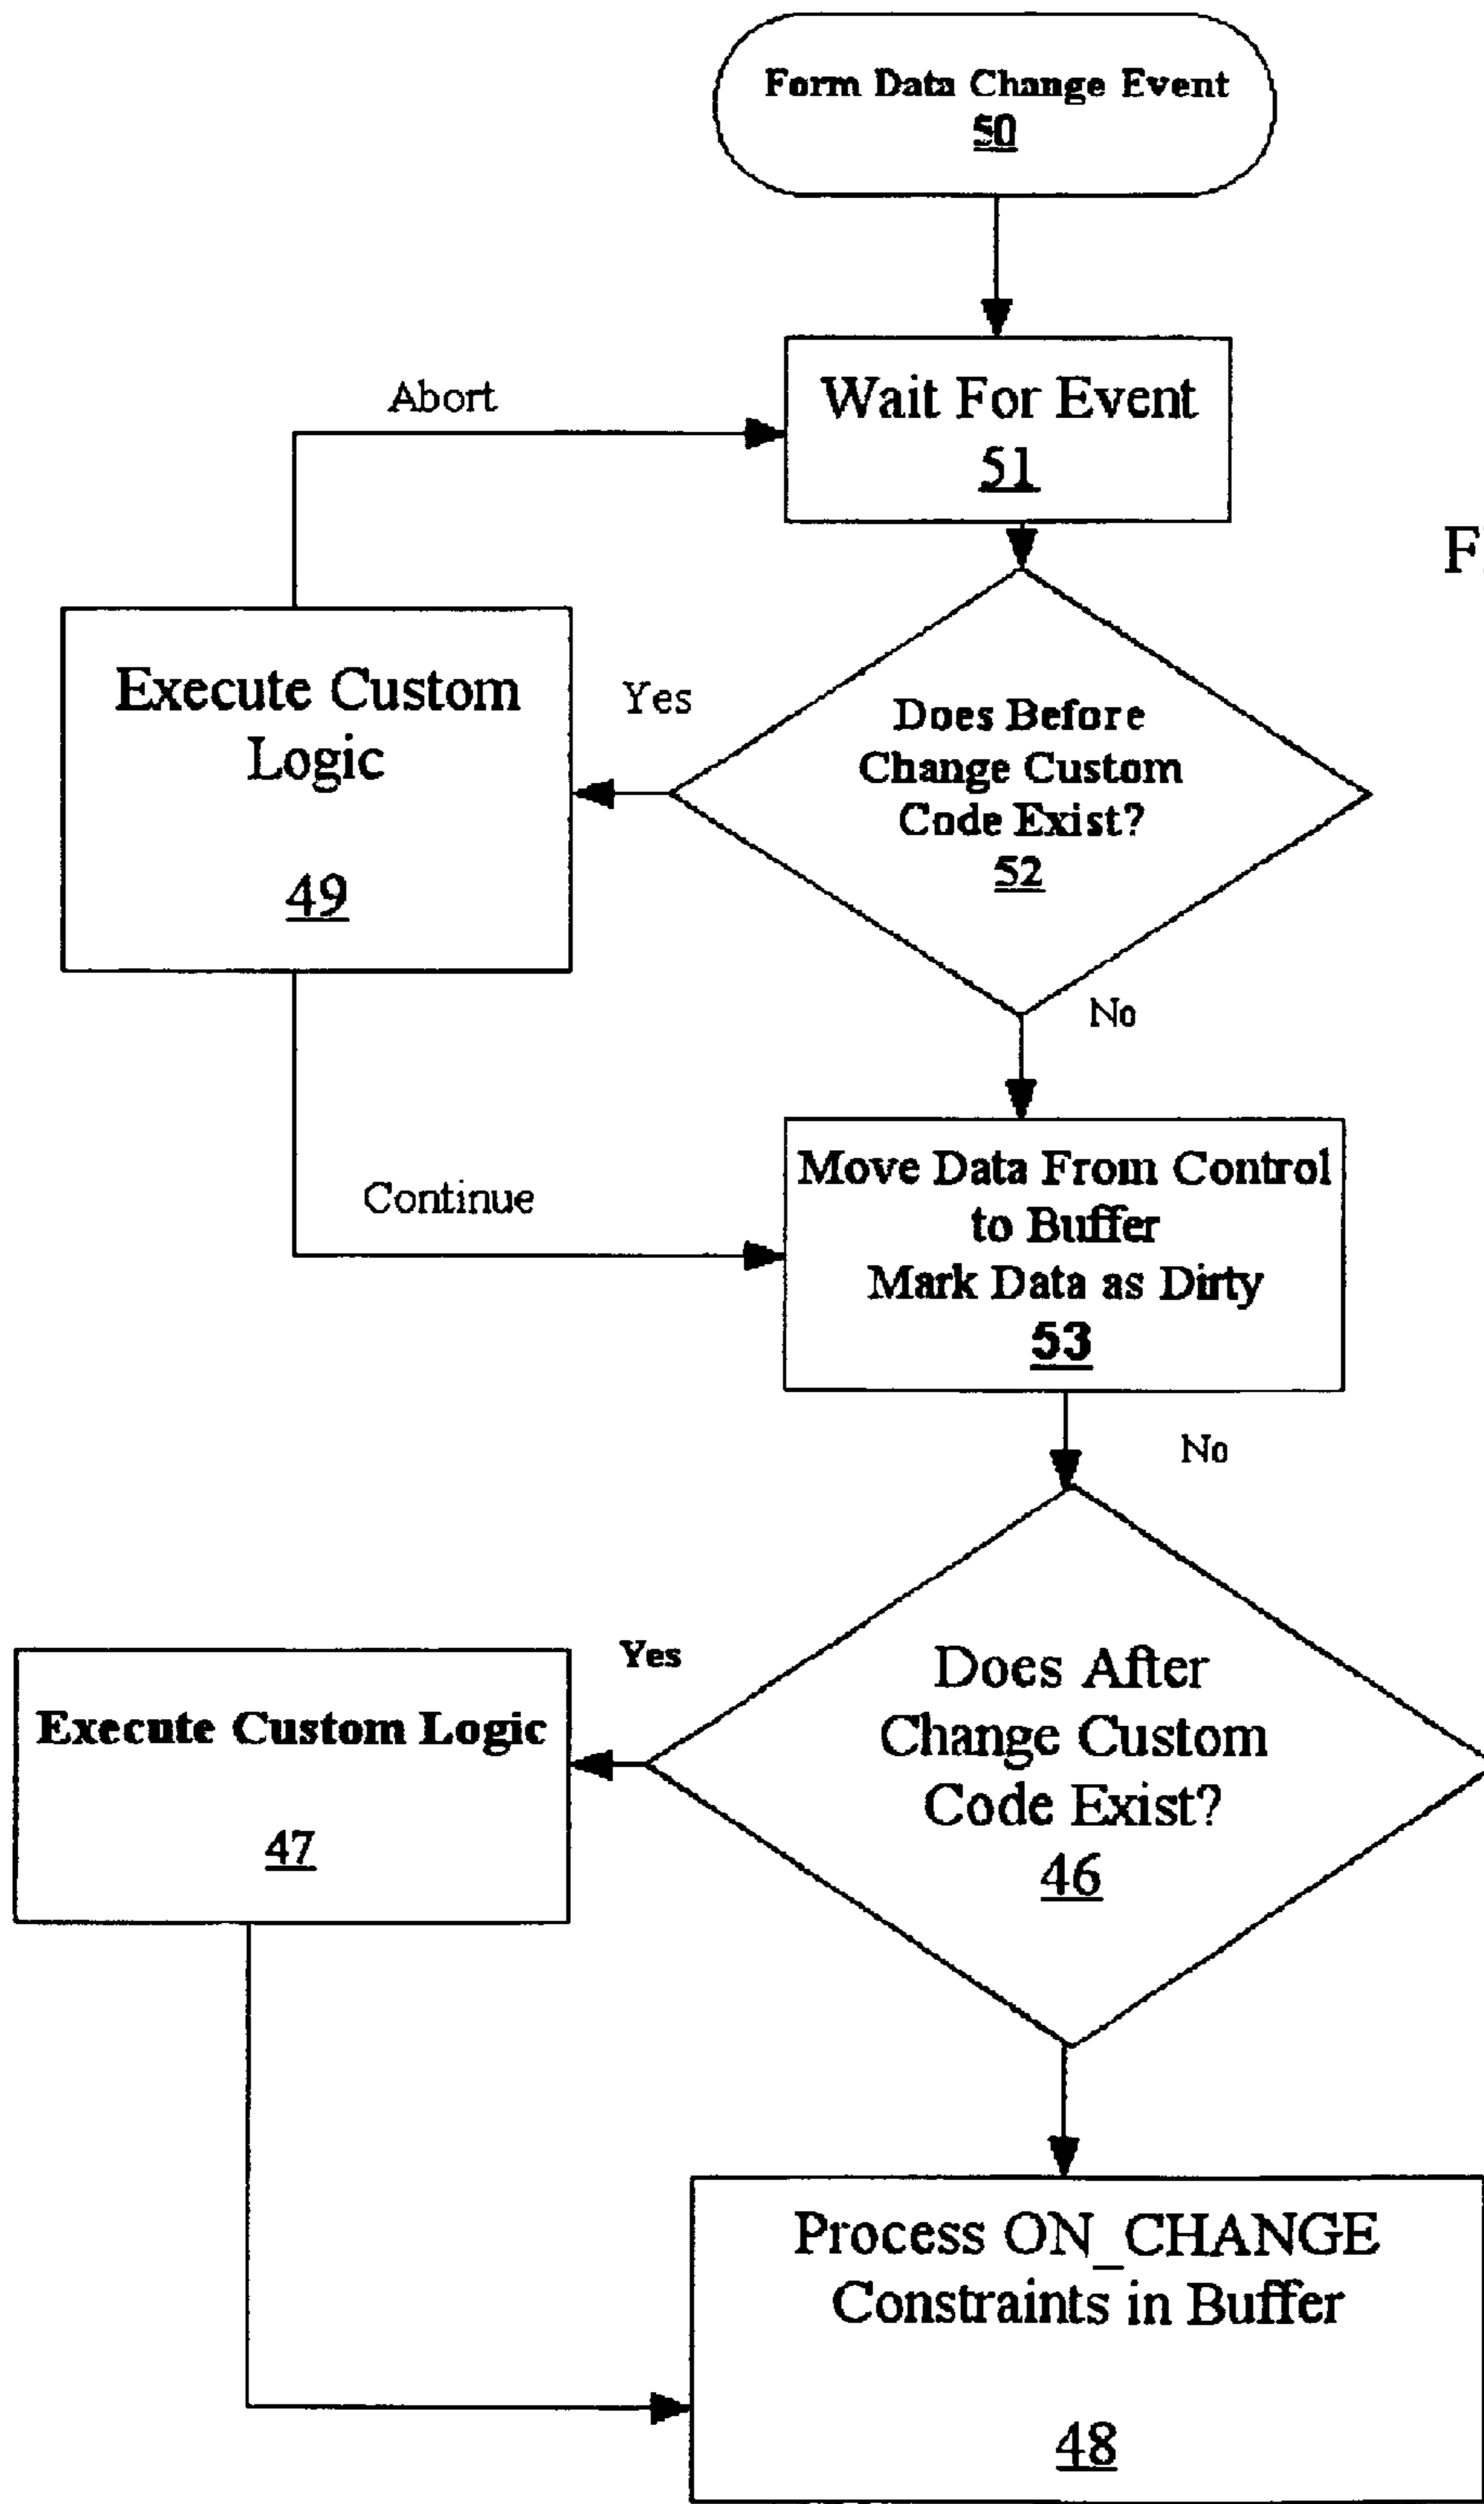 Form Data Change Event
50
Abort
Wait For Event
51
F
Execute Custom
Logic
49
Yes
Does Before
Change Custom
Code Exist?
52
No
Continue
Move Data From Control
to Buffer
Mark Data as Dirty
53
No
Yes
Execute Custom Logic
47
Does After
Change Custom
Code Exist?
46
Process ON_CHANGE
Constraints in Buffer
48